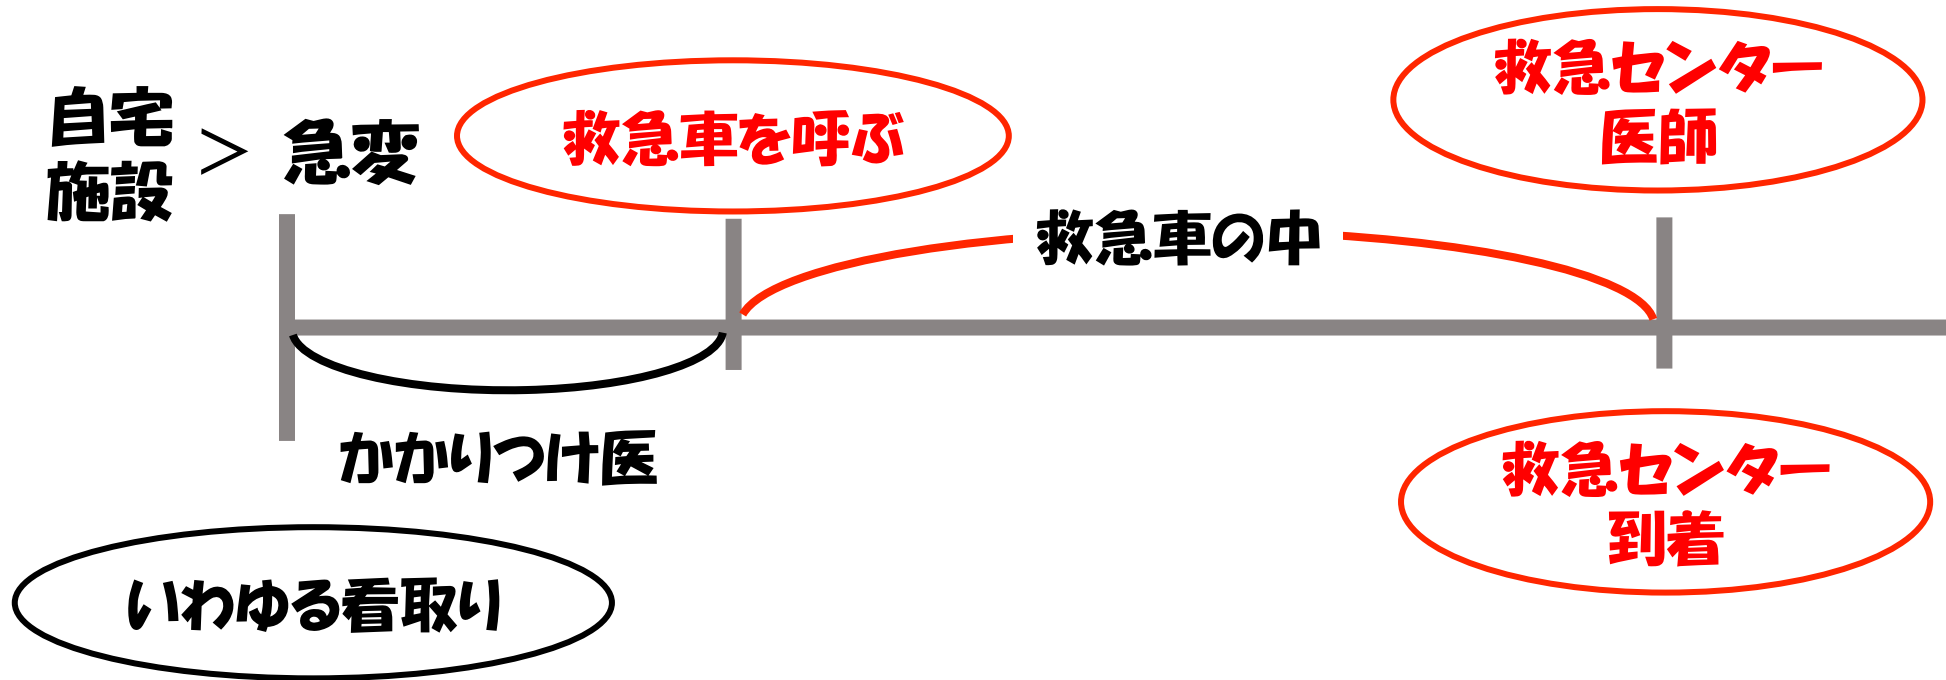 自宅
施設
> 急変
救急車を呼ぶ
救急センター
医師
救急車の中
かかりつけ医
救急センター
到着
いわゆる看取り